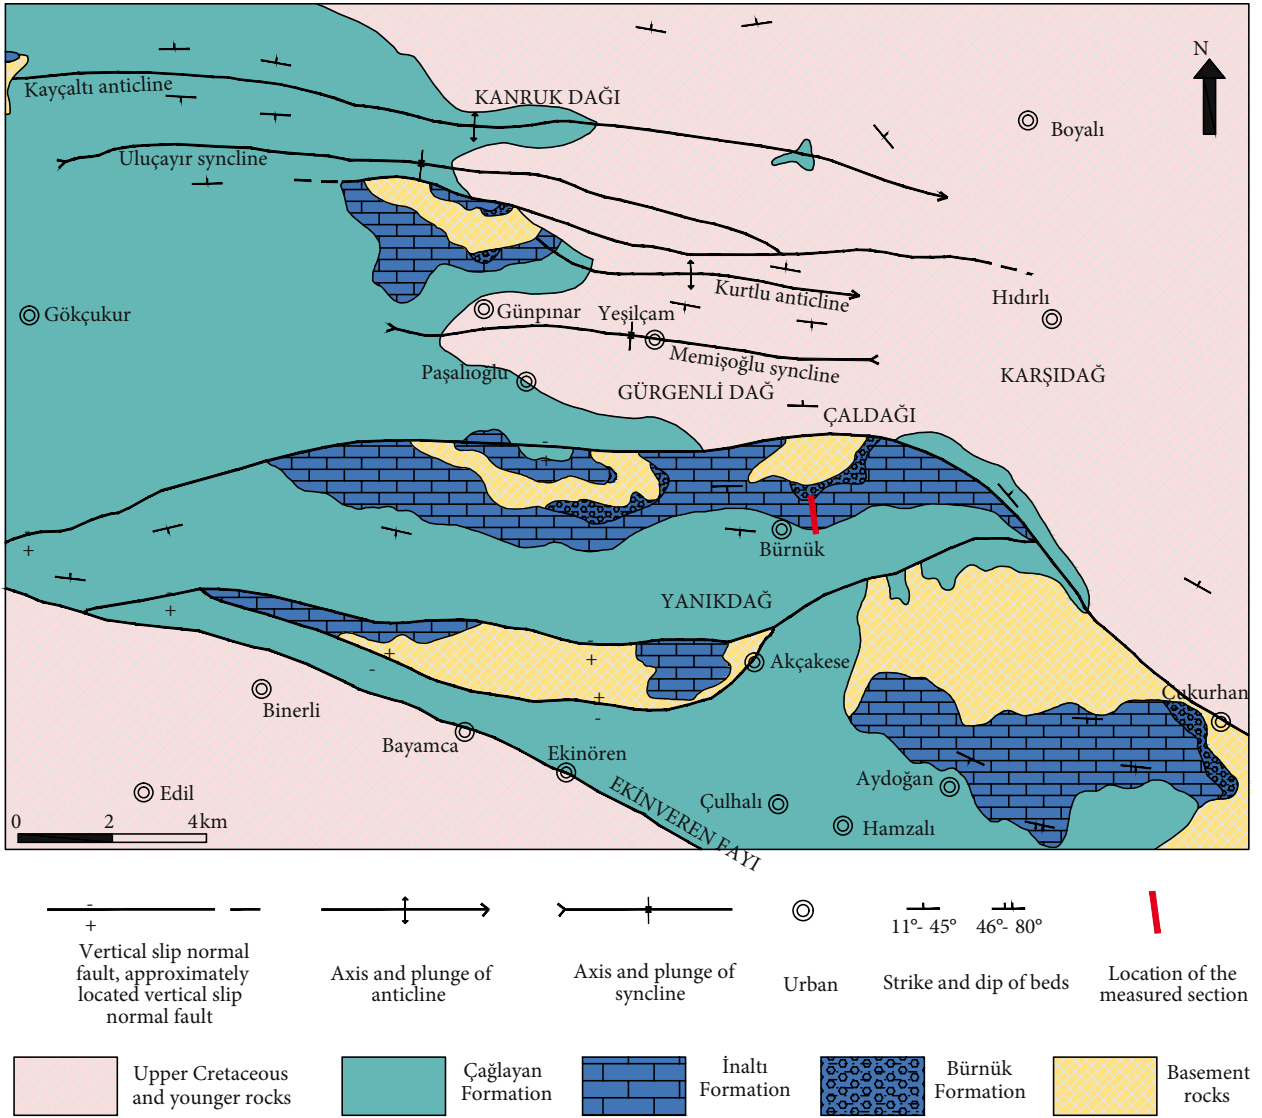 N
Kayçaltı anticline
KANRUK DAĞI
Boyalı
Uluçayır syncline
Kurtlu anticline
Hıdırlı
Gökçukur
Günpınar
Yeşilçam
Memişoğlu syncline
Paşalıoğlu
GÜRGENLİ DAĞ
KARŞIDAĞ
ÇALDAĞI
-
+
+
Bürnük
YANIKDAĞ
+
-
+
+
-
+
-
Akçakese
Çukurhan
Binerli
Bayamca
Ekinören
EKİNVEREN FAYI
Edil
Çulhalı
Aydoğan
Hamzalı
0 2 4 km
-
+
Vertical slip normal
fault, approximately
located vertical slip
normal fault
Axis and plunge of
anticline
Axis and plunge of
syncline
Urban
11°- 45° 46°- 80°
Strike and dip of beds
Location of the
measured section
Upper Cretaceous
and younger rocks
Çağlayan
Formation
İnaltı
Formation
Bürnük
Formation
Basement
rocks